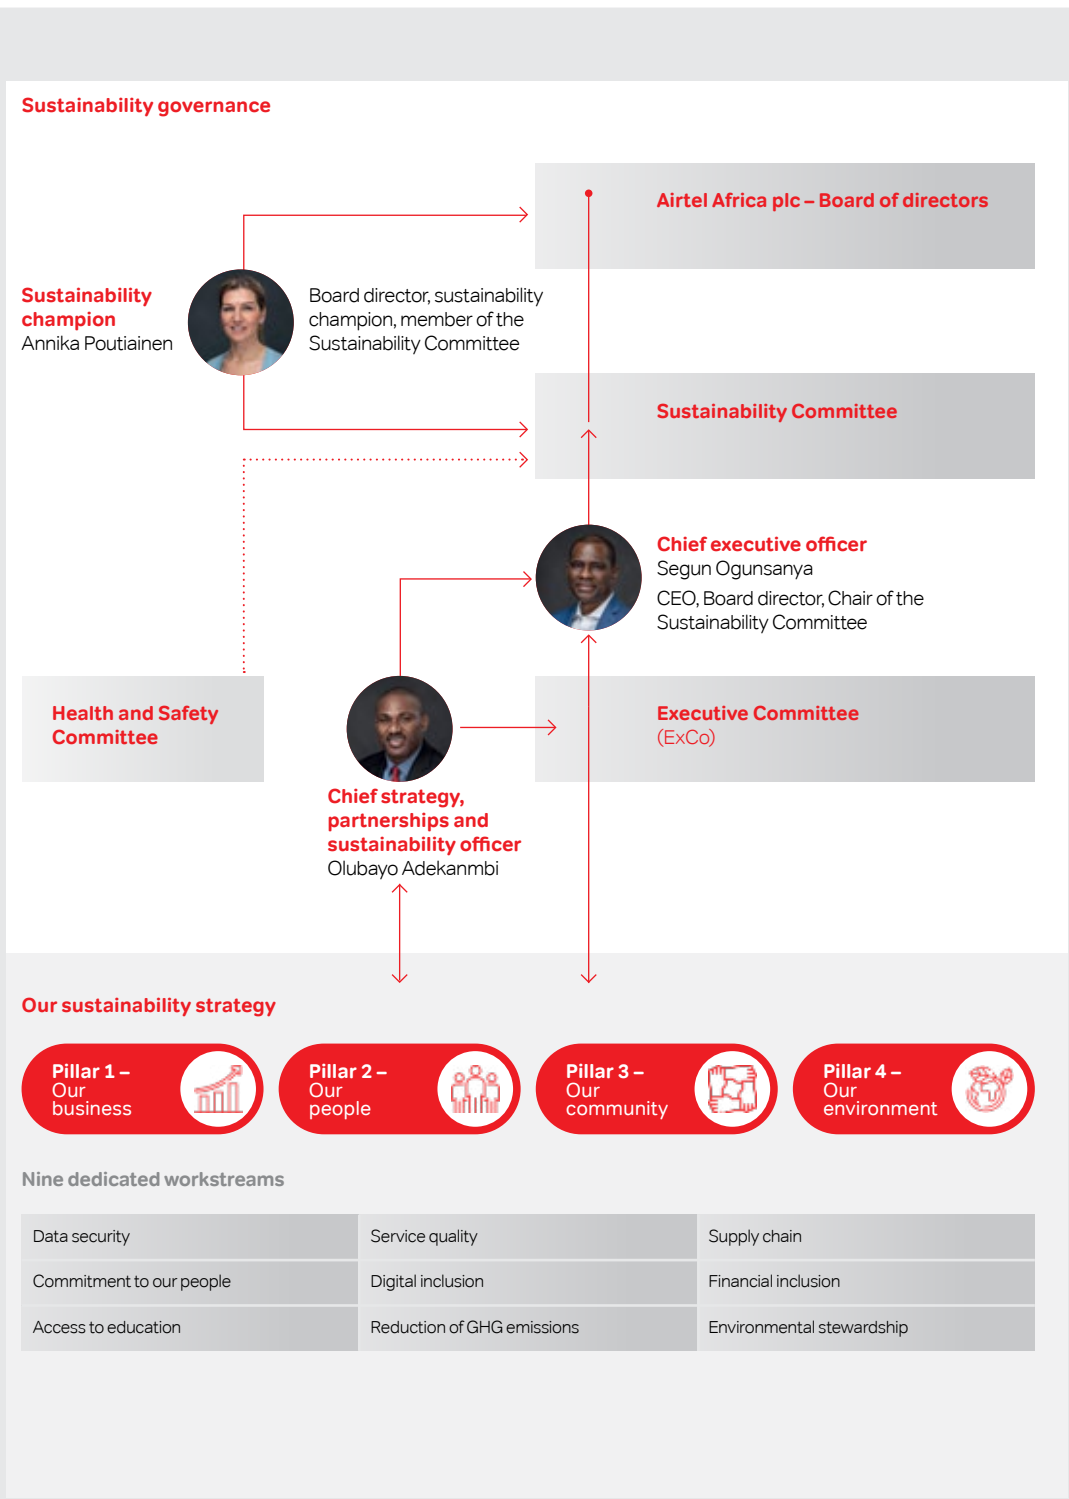 Sustainability governance
Airtel Africa plc – Board of directors
Sustainability
champion
Annika Poutiainen
Board director, sustainability
champion, member of the
Sustainability Committee
Sustainability Committee
Chief executive officer
Segun Ogunsanya
CEO, Board director, Chair of the
Sustainability Committee
Health and Safety
Committee
Executive Committee
(ExCo)
Chief strategy,
partnerships and
sustainability officer
Olubayo Adekanmbi
Our sustainability strategy
Pillar 1 –
Our
business
Pillar 2 –
Our
people
Pillar 3 –
Our
community
Pillar 4 –
Our
environment
Nine dedicated workstreams
Data security
Service quality
Supply chain
Commitment to our people
Digital inclusion
Financial inclusion
Access to education
Reduction of GHG emissions
Environmental stewardship